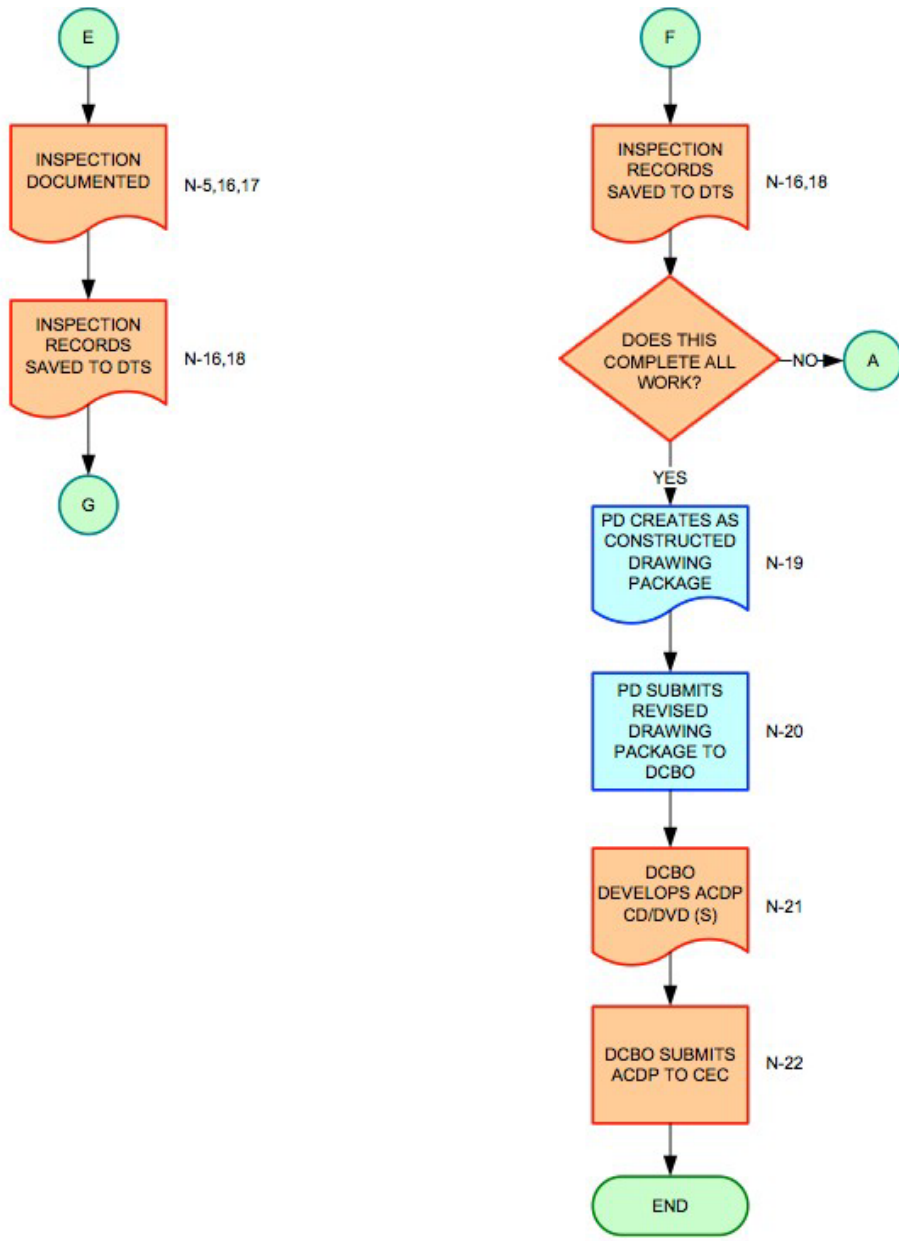 E
INSPECTION
DOCUMENTED
N-5,16,17
INSPECTION
RECORDS
SAVED TO DTS
N-16,18
G
F
INSPECTION
RECORDS
SAVED TO DTS
N-16,18
DOES THIS
COMPLETE ALL
WORK?
NO
A
YES
PD CREATES AS
CONSTRUCTED
DRAWING
PACKAGE
N-19
PD SUBMITS
REVISED
DRAWING
PACKAGE TO
DCBO
N-20
DCBO
DEVELOPS ACDP
CD/DVD (S)
N-21
DCBO SUBMITS
ACDP TO CEC
N-22
END